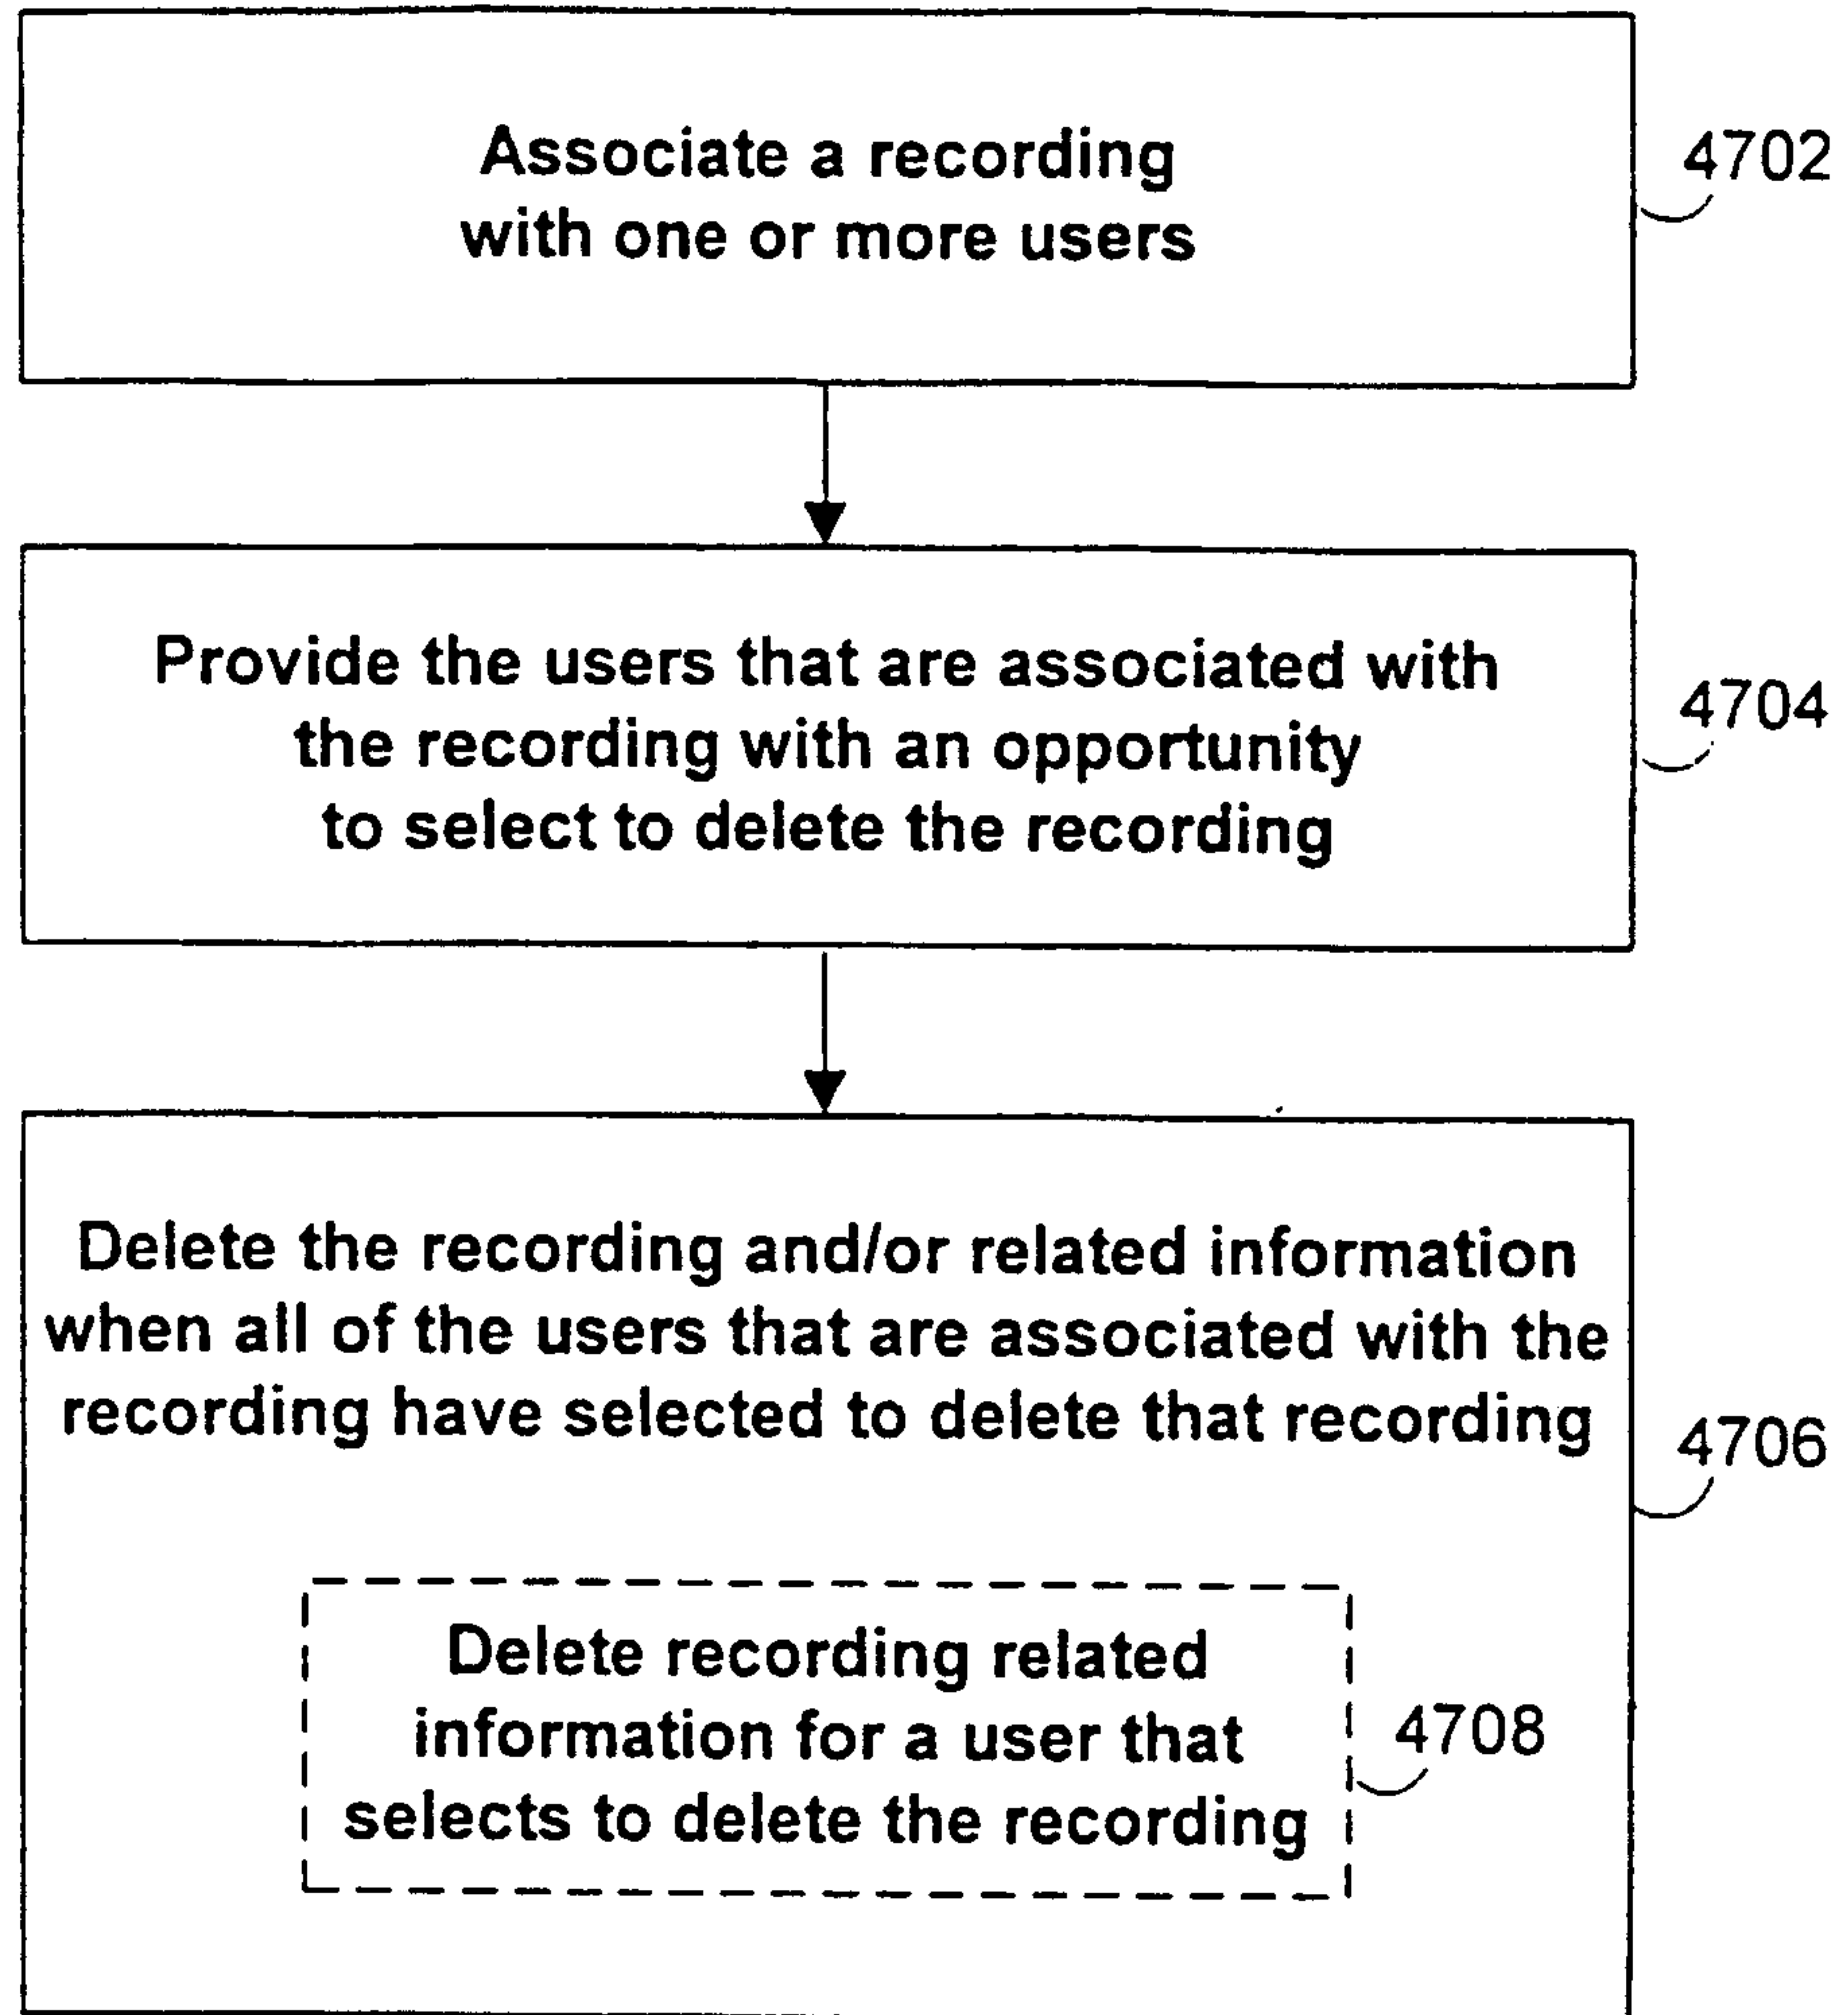 Associate a recording
with one or more users
4702
Provide the users that are associated with
the recording with an opportunity
to select to delete the recording
4704
Delete the recording and/or related information
when all of the users that are associated with the
recording have selected to delete that recording
4706
Delete recording related
information for a user that
selects to delete the recording
4708